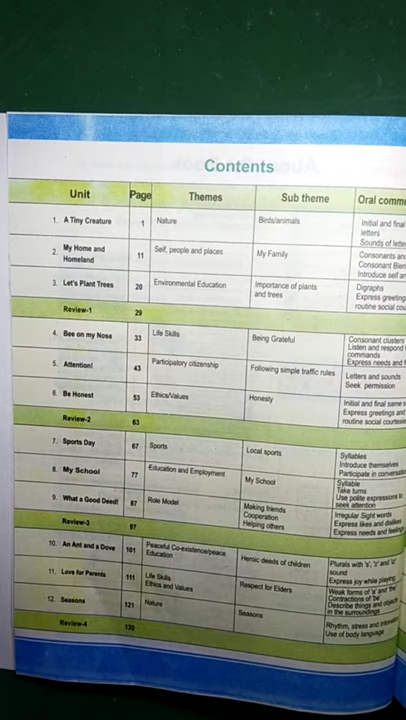 Contents
Unit Page Themes Sub theme Oral comm
1. A Tiny Creature 1 Nature Birds/animals Initial and final
letters
Sounds of lette
2. My Home and Homeland 11 Self, people and places My Family Consonants and
Consonant Blen
Introduce self an
3. Let's Plant Trees 20 Environmental Education Importance of plants and trees Digraphs
Express greeting
routine social cou
Review-1 29
4. Bee on my Nose 33 Life Skills Being Grateful Consonant clusters
Listen and respond
commands
Express needs and f
5. Attention! 43 Participatory citizenship Following simple traffic rules Letters and sounds
Seek permission
6. Be Honest 53 Ethics/Values Honesty Initial and final same s
Express greetings and
routine social courtesie
Review-2 63
7. Sports Day 67 Sports Local sports Syllables
Introduce themselves
Participate in conversatio
8. My School 77 Education and Employment My School Syllable
Take turns
Use polite expressions to
seek attention
9. What a Good Deed! 87 Role Model Making friends Cooperation Helping others Irregular Sight words
Express likes and dislikes
Express needs and feelings
Review-3 97
10. An Ant and a Dove 101 Peaceful Co-existence/peace Education Heroic deeds of children Plurals with 's', 'z' and 'iz'
sound
Express joy while playing
11. Love for Parents 111 Life Skills Ethics and Values Respect for Elders Weak forms of 'a' and 'the'
Contractions of 'be'
12. Seasons 121 Nature Seasons Describe things and objects
in the surroundings
Rhythm, stress and intonation
Use of body language
Review-4 130